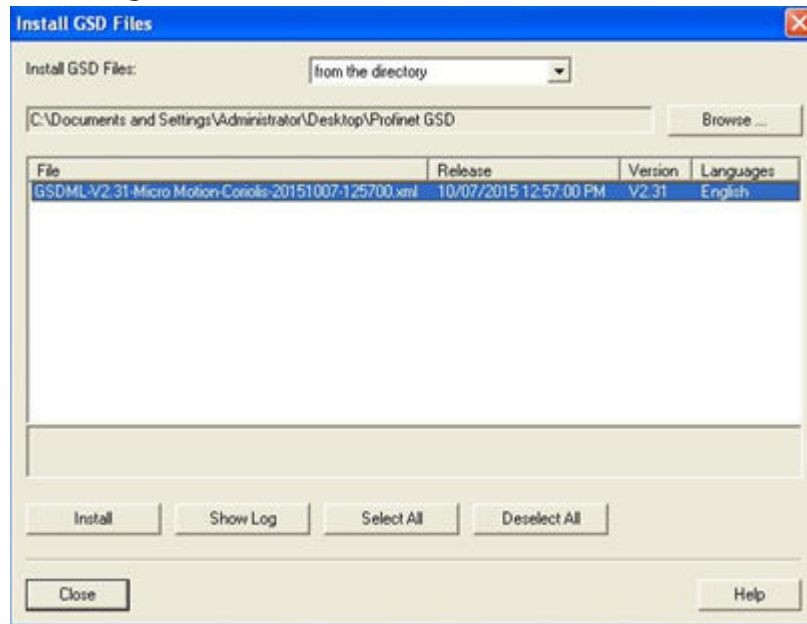 Install GSD Files
Install GSD Files: from the directory
C:\Documents and Settings\Administrator\Desktop\Profinet GSD Browse ...
File Release Version Languages
GSDML-V2.31-Micro Motion-Coriolis-20151007-125700.xml 10/07/2015 12:57:00 PM V2.31 English
Install Show Log Select All Deselect All
Close Help